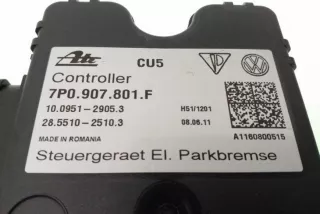 Ate CU5
Controller
7P0.907.801.F
10.0951-2905.3 HS1/1201
28.5510-2510.3 08.06.11
MADE IN ROMANIA A1160800515
Steuergeraet El. Parkbremse